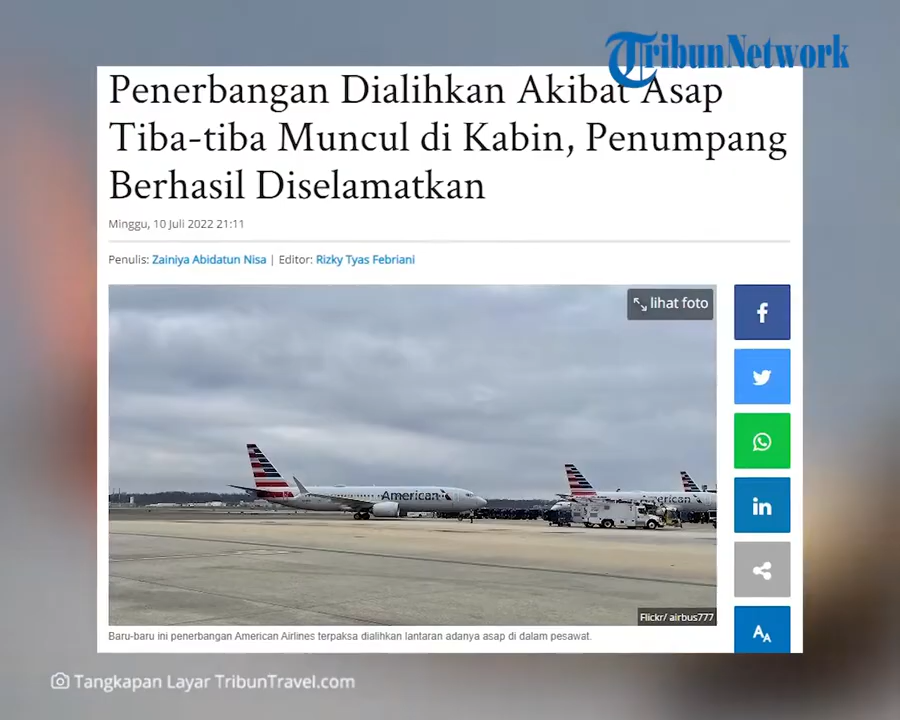 TribunNetwork
Penerbangan Dialihkan Akibat Asap
Tiba-tiba Muncul di Kabin, Penumpang
Berhasil Diselamatkan
Minggu, 10 Juli 2022 21:11
Penulis: Zainiya Abidatun Nisa | Editor: Rizky Tyas Febriani
lihat foto
American
American
Flickr/ airbus777
Baru-baru ini penerbangan American Airlines terpaksa dialihkan lantaran adanya asap di dalam pesawat.
Tangkapan Layar TribunTravel.com